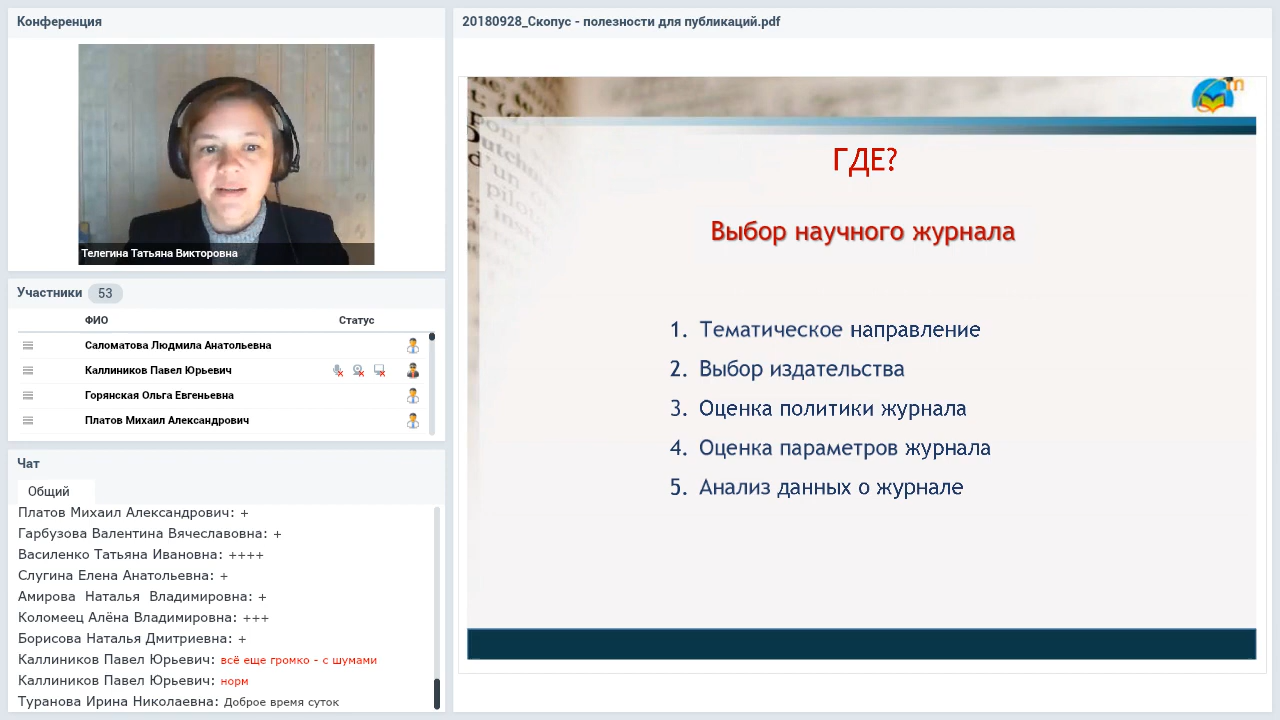 Конференция
Телегина Татьяна Викторовна
Участники 53
ФИО Статус
Саломатова Людмила Анатольевна
Каллиников Павел Юрьевич
Горянская Ольга Евгеньевна
Платов Михаил Александрович
Чат
Общий
Платов Михаил Александрович: +
Гарбузова Валентина Вячеславовна: +
Василенко Татьяна Ивановна: ++++
Слугина Елена Анатольевна: +
Амирова Наталья Владимировна: +
Коломеец Алёна Владимировна: +++
Борисова Наталья Дмитриевна: +
Каллиников Павел Юрьевич: всё еще громко - с шумами
Каллиников Павел Юрьевич: норм
Туранова Ирина Николаевна: Доброе время суток
20180928_Скопус - полезности для публикаций.pdf
ГДЕ?
Выбор научного журнала
1. Тематическое направление
2. Выбор издательства
3. Оценка политики журнала
4. Оценка параметров журнала
5. Анализ данных о журнале